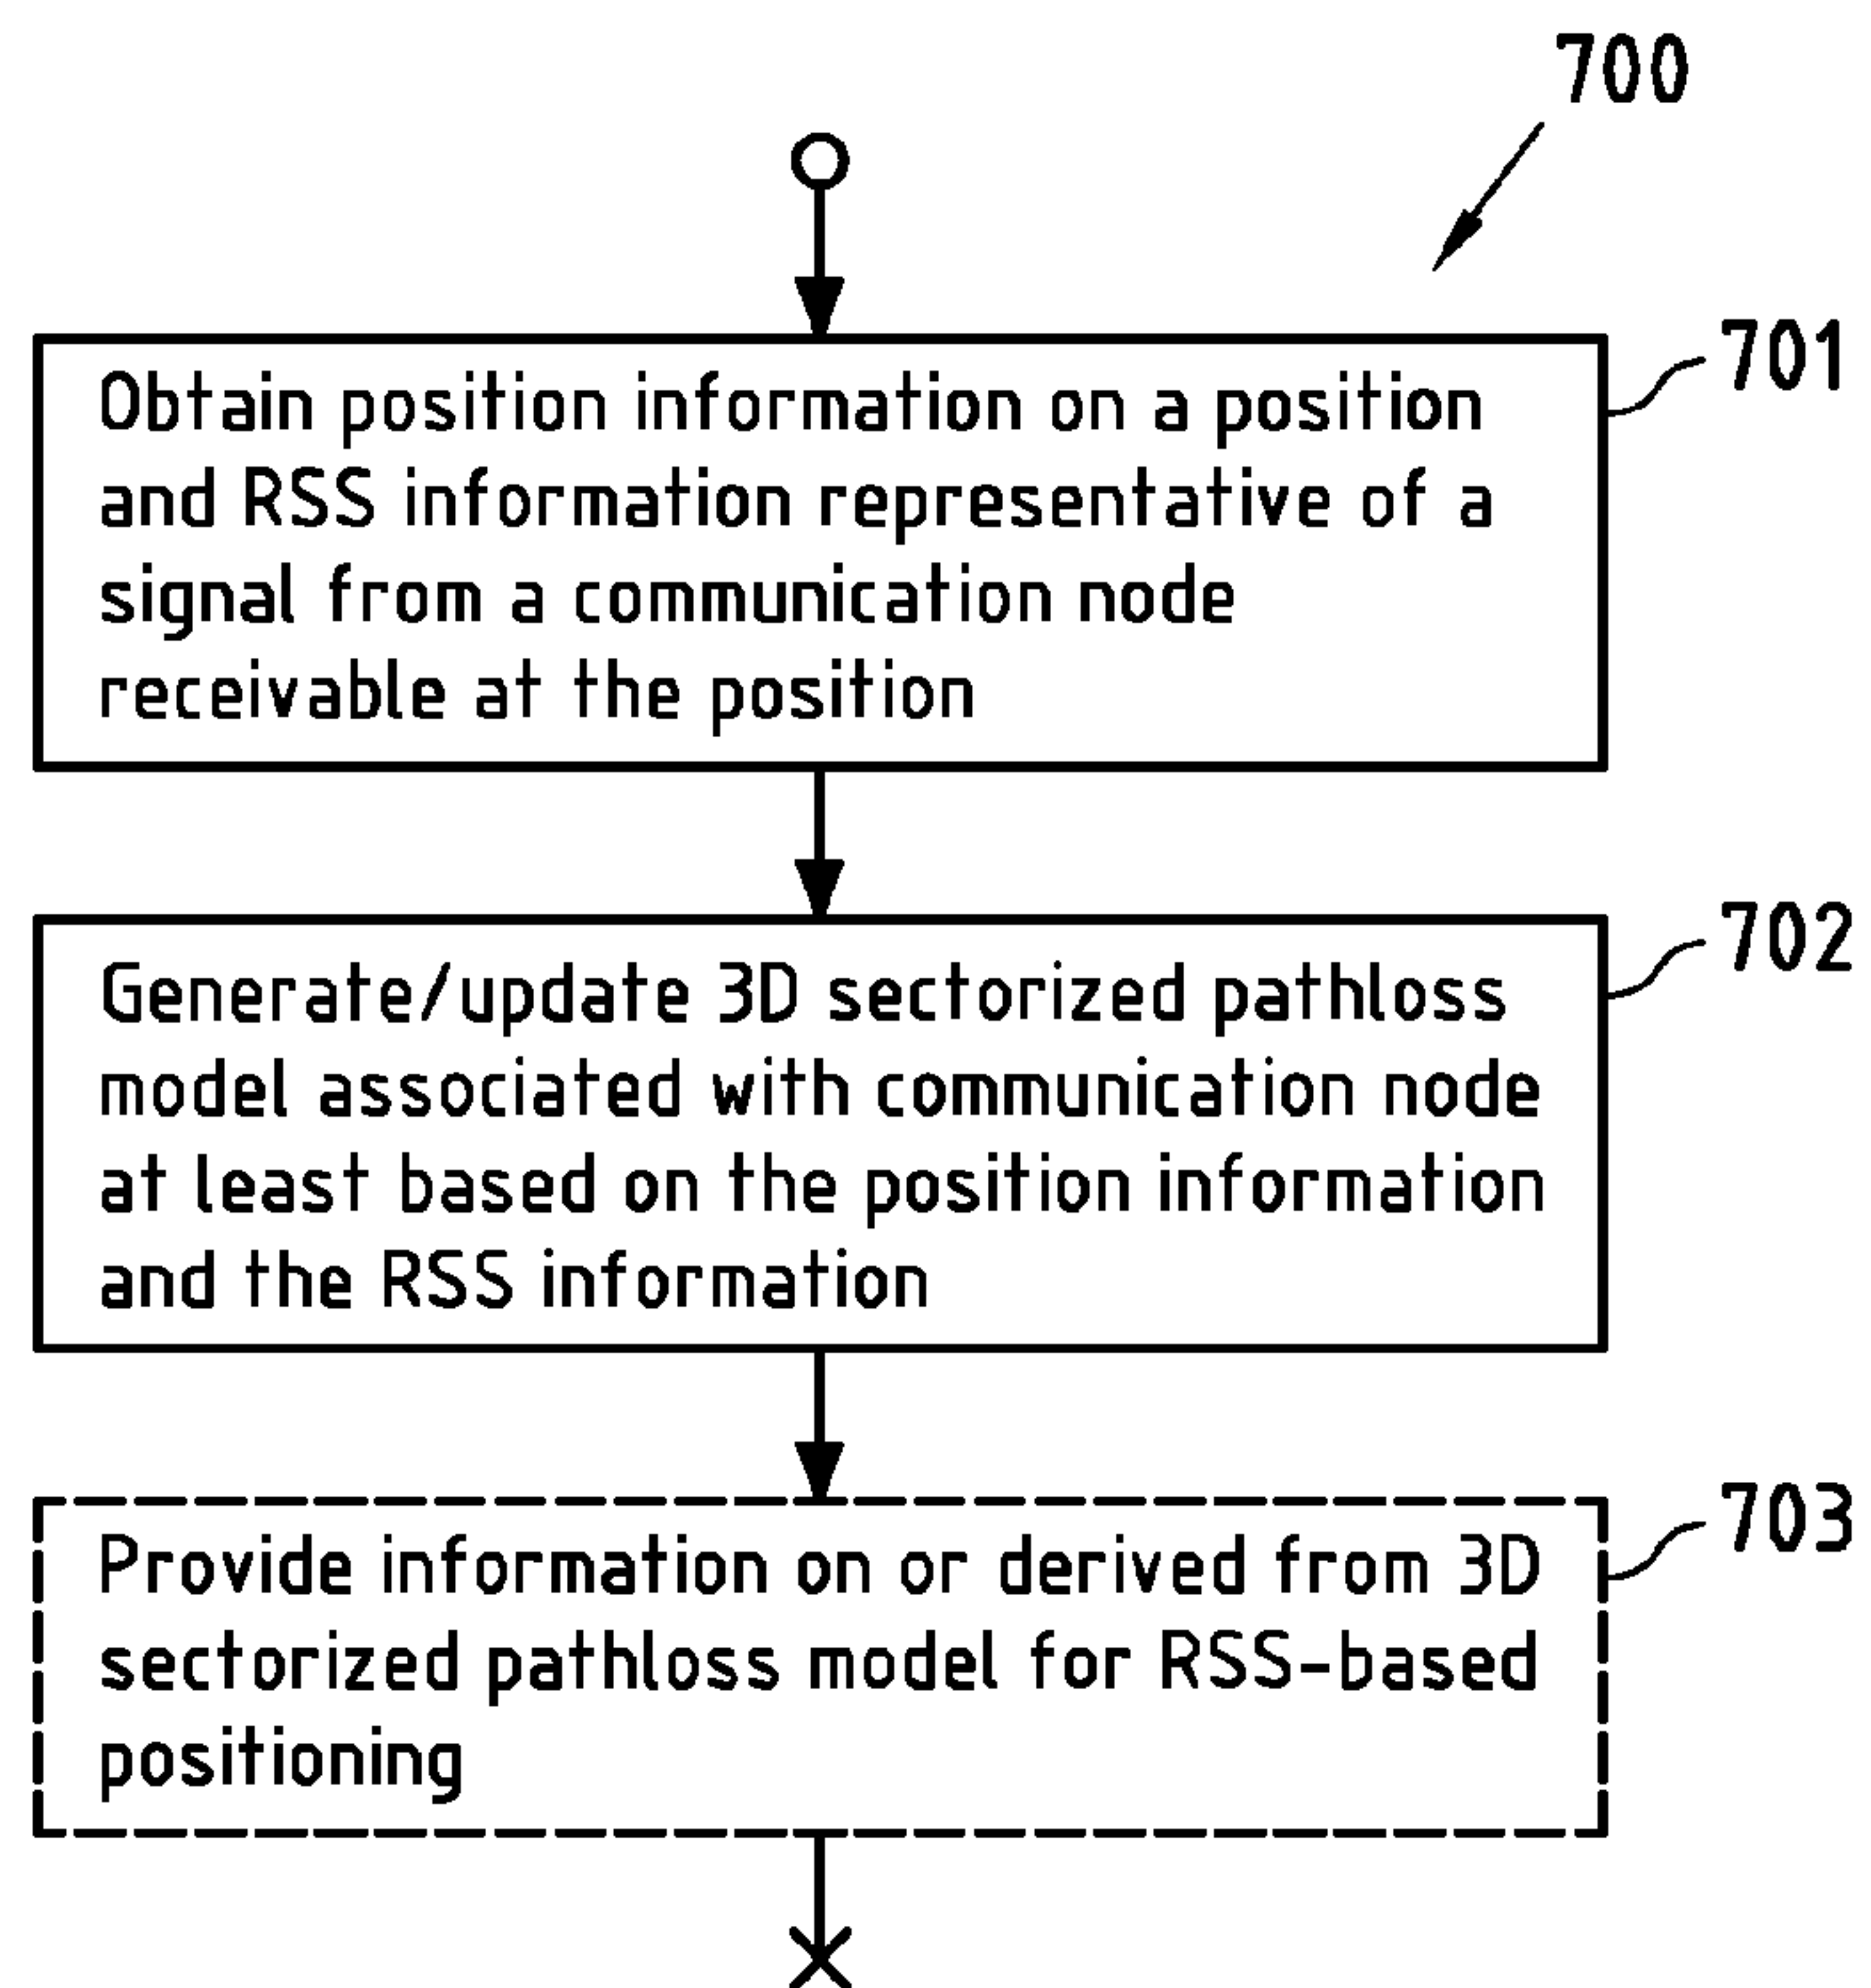 700
701
Obtain position information on a position
and RSS information representative of a
signal from a communication node
receivable at the position
702
Generate/update 3D sectorized pathloss
model associated with communication node
at least based on the position information
and the RSS information
703
Provide information on or derived from 3D
sectorized pathloss model for RSS-based
positioning